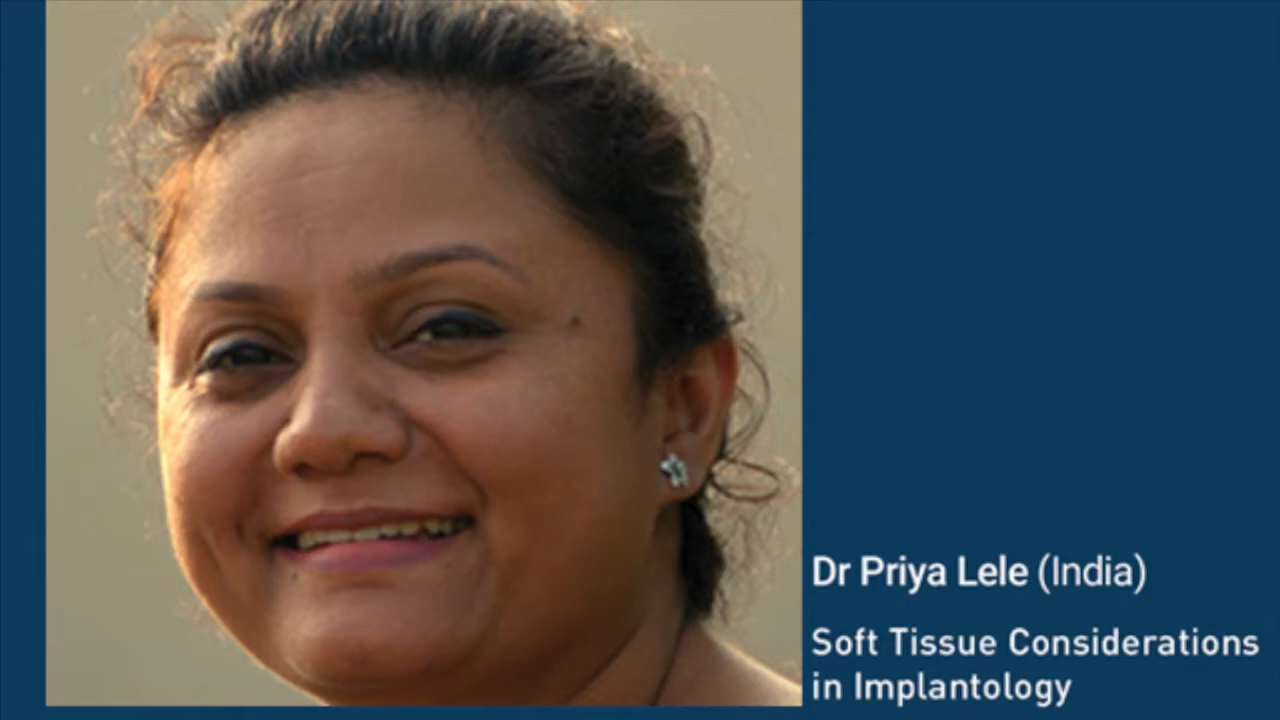 Dr Priya Lele (India)
Soft Tissue Considerations
in Implantology